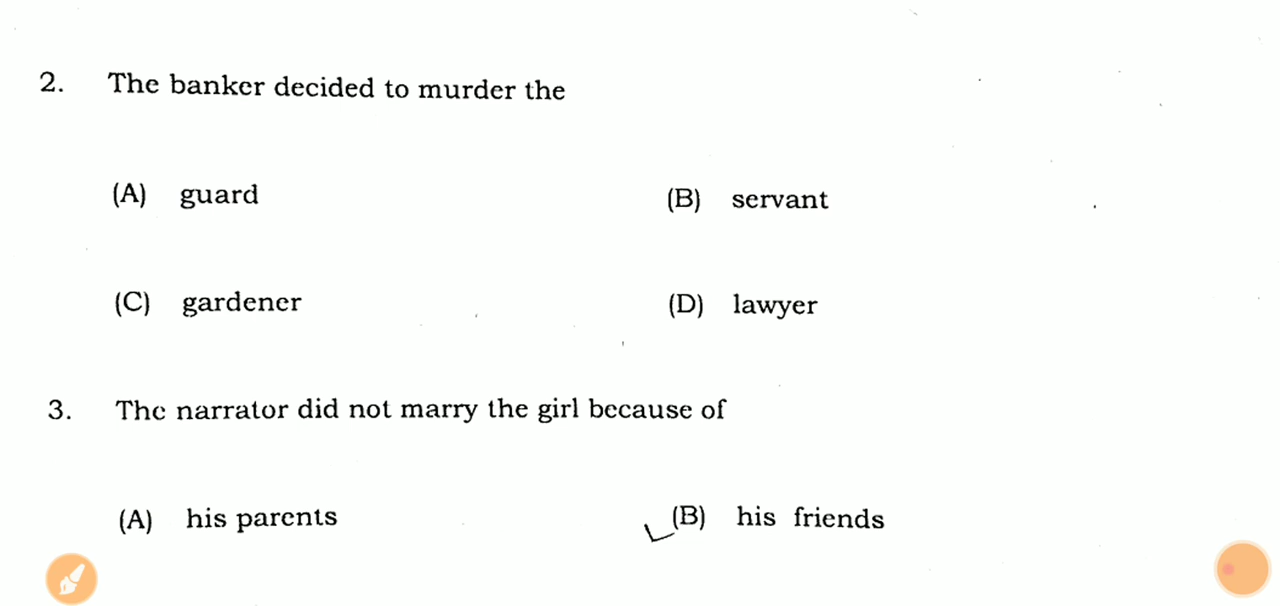 2. The banker decided to murder the
(A) guard (B) servant
(C) gardener (D) lawyer
3. The narrator did not marry the girl because of
(A) his parents (B) his friends